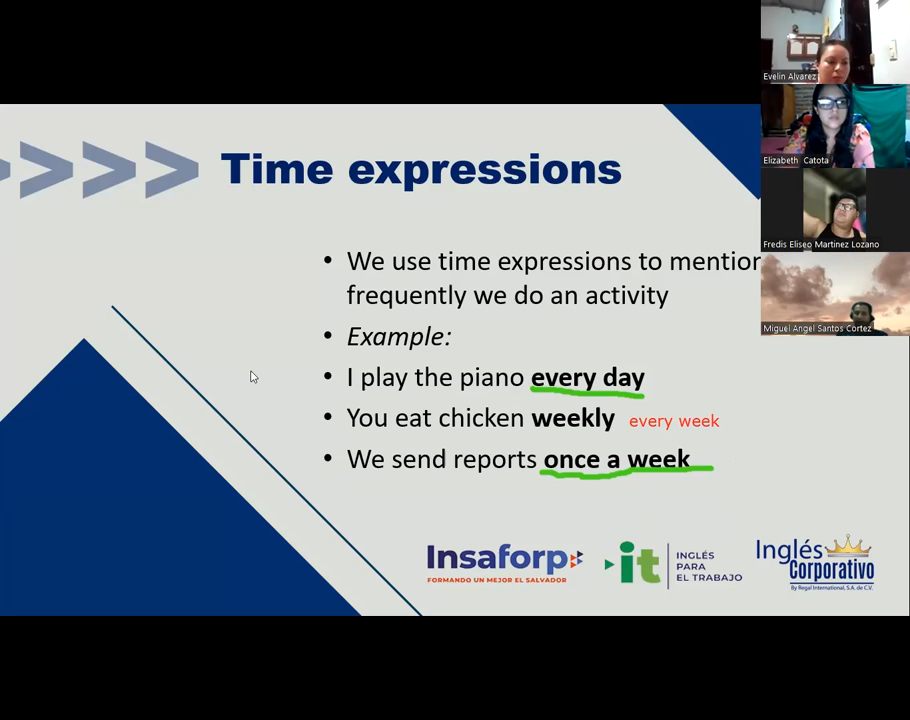 Evelin Alvarez
Elizabeth Catota
Fredis Eliseo Martinez Lozano
Miguel Angel Santos Cortez
>>>> Time expressions
• We use time expressions to mention
frequently we do an activity
• Example:
• I play the piano every day
• You eat chicken weekly every week
• We send reports once a week
Insaforp
FORMANDO UN MEJOR EL SALVADOR
it
INGLÉS
PARA
EL TRABAJO
Inglés
Corporativo
By Regal International, S.A. de C.V.